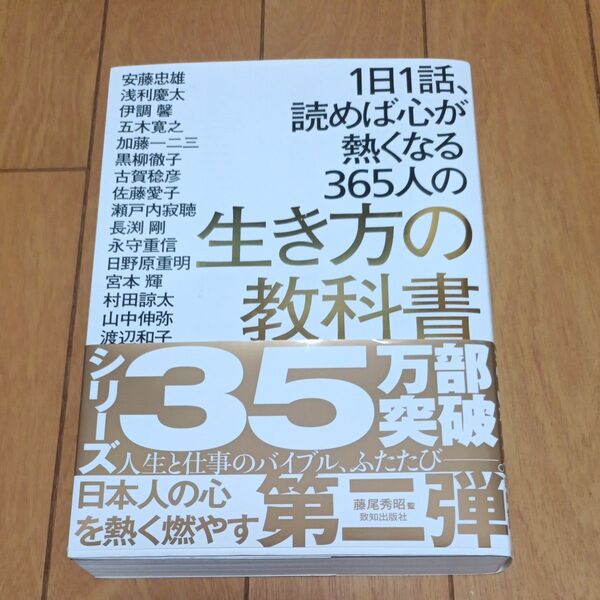 1日1話、
読めば心が
熱くなる
365人の
生き方の
教科書
安藤忠雄
浅利慶太
伊調 馨
五木寛之
加藤一二三
黒柳徹子
古賀稔彦
佐藤愛子
瀬戸内寂聴
長渕 剛
永守重信
日野原重明
宮本 輝
村田諒太
山中伸弥
渡辺和子
シリーズ
35
万部
突破
人生と仕事のバイブル、ふたたび――。
日本人の心
を熱く燃やす
第二弾
藤尾秀昭 監
致知出版社